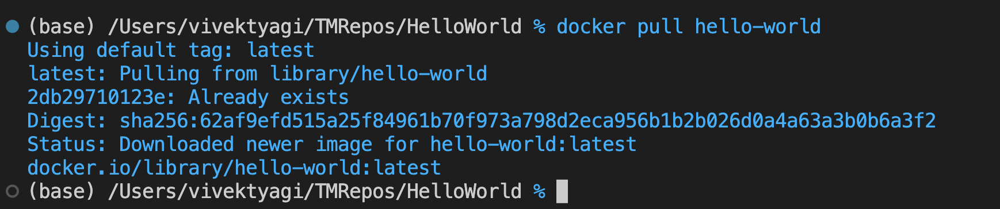 (base) /Users/vivektyagi/TMRepos/HelloWorld % docker pull hello-world
Using default tag: latest
latest: Pulling from library/hello-world
2db29710123e: Already exists
Digest: sha256:62af9efd515a25f84961b70f973a798d2eca956b1b2b026d0a4a63a3b0b6a3f2
Status: Downloaded newer image for hello-world:latest
docker.io/library/hello-world:latest
(base) /Users/vivektyagi/TMRepos/HelloWorld %